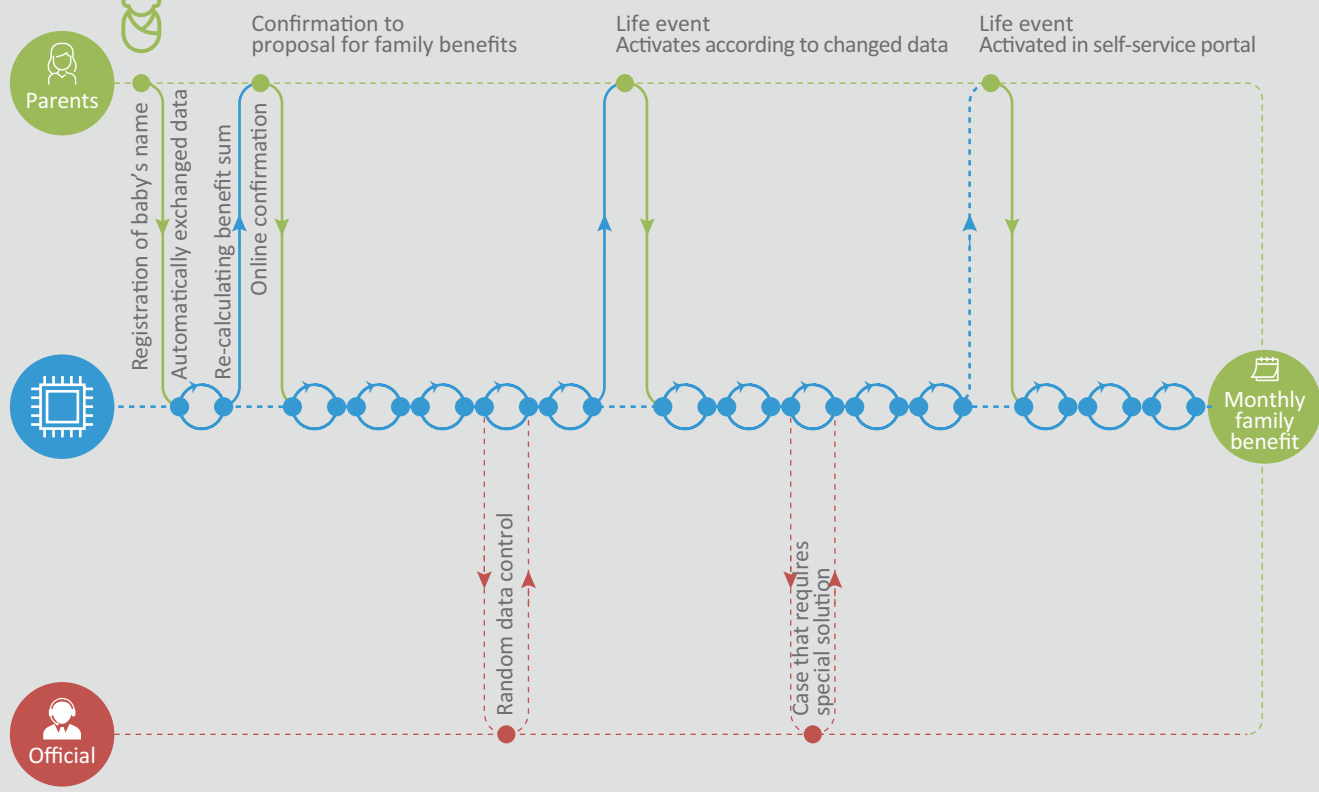 Confirmation to
proposal for family benefits
Life event
Activates according to changed data
Life event
Activated in self-service portal
Parents
Registration of baby's name
Automatically exchanged data
Re-calculating benefit sum
Online confirmation
Monthly
family
benefit
Random data control
Case that requires
special solution
Official